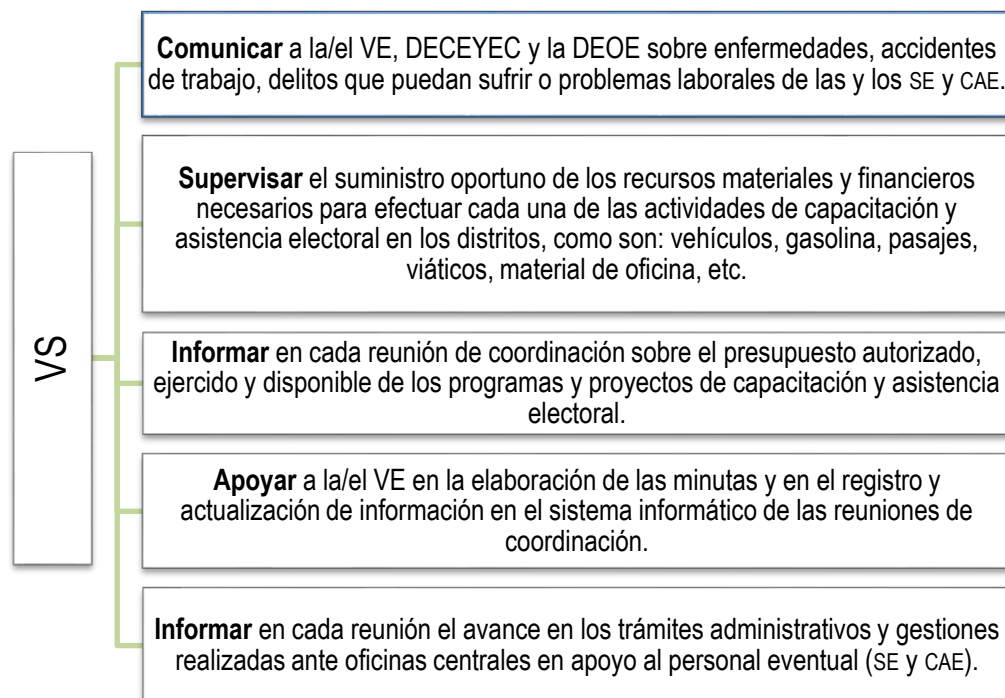 VS
Comunicar a la/el VE, DECEYEC y la DEOE sobre enfermedades, accidentes
de trabajo, delitos que puedan sufrir o problemas laborales de las y los SE y CAE.
Supervisar el suministro oportuno de los recursos materiales y financieros
necesarios para efectuar cada una de las actividades de capacitación y
asistencia electoral en los distritos, como son: vehículos, gasolina, pasajes,
viáticos, material de oficina, etc.
Informar en cada reunión de coordinación sobre el presupuesto autorizado,
ejercido y disponible de los programas y proyectos de capacitación y asistencia
electoral.
Apoyar a la/el VE en la elaboración de las minutas y en el registro y
actualización de información en el sistema informático de las reuniones de
coordinación.
Informar en cada reunión el avance en los trámites administrativos y gestiones
realizadas ante oficinas centrales en apoyo al personal eventual (SE y CAE).